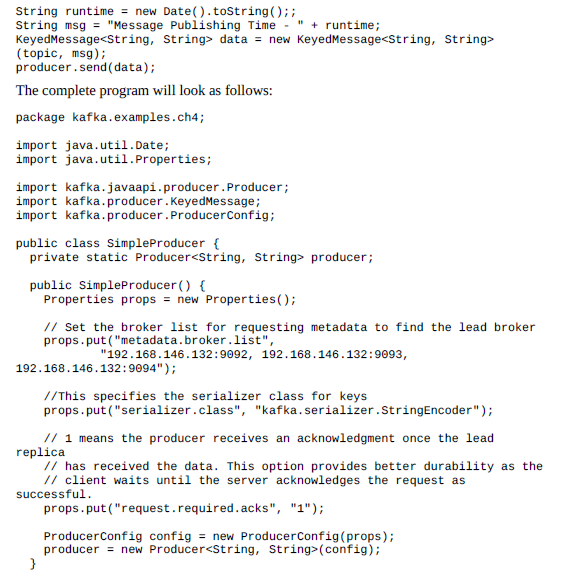 String runtime = new Date().toString();;
String msg = "Message Publishing Time - " + runtime;
KeyedMessage<String, String> data = new KeyedMessage<String, String>
(topic, msg);
producer.send(data);
The complete program will look as follows:
package kafka.examples.ch4;
import java.util.Date;
import java.util.Properties;
import kafka.javaapi.producer.Producer;
import kafka.producer.KeyedMessage;
import kafka.producer.ProducerConfig;
public class SimpleProducer {
private static Producer<String, String> producer;
public SimpleProducer() {
Properties props = new Properties();
// Set the broker list for requesting metadata to find the lead broker
props.put("metadata.broker.list",
"192.168.146.132:9092, 192.168.146.132:9093,
192.168.146.132:9094");
//This specifies the serializer class for keys
props.put("serializer.class", "kafka.serializer.StringEncoder");
// 1 means the producer receives an acknowledgment once the lead
replica
// has received the data. This option provides better durability as the
// client waits until the server acknowledges the request as
successful.
props.put("request.required.acks", "1");
ProducerConfig config = new ProducerConfig(props);
producer = new Producer<String, String>(config);
}